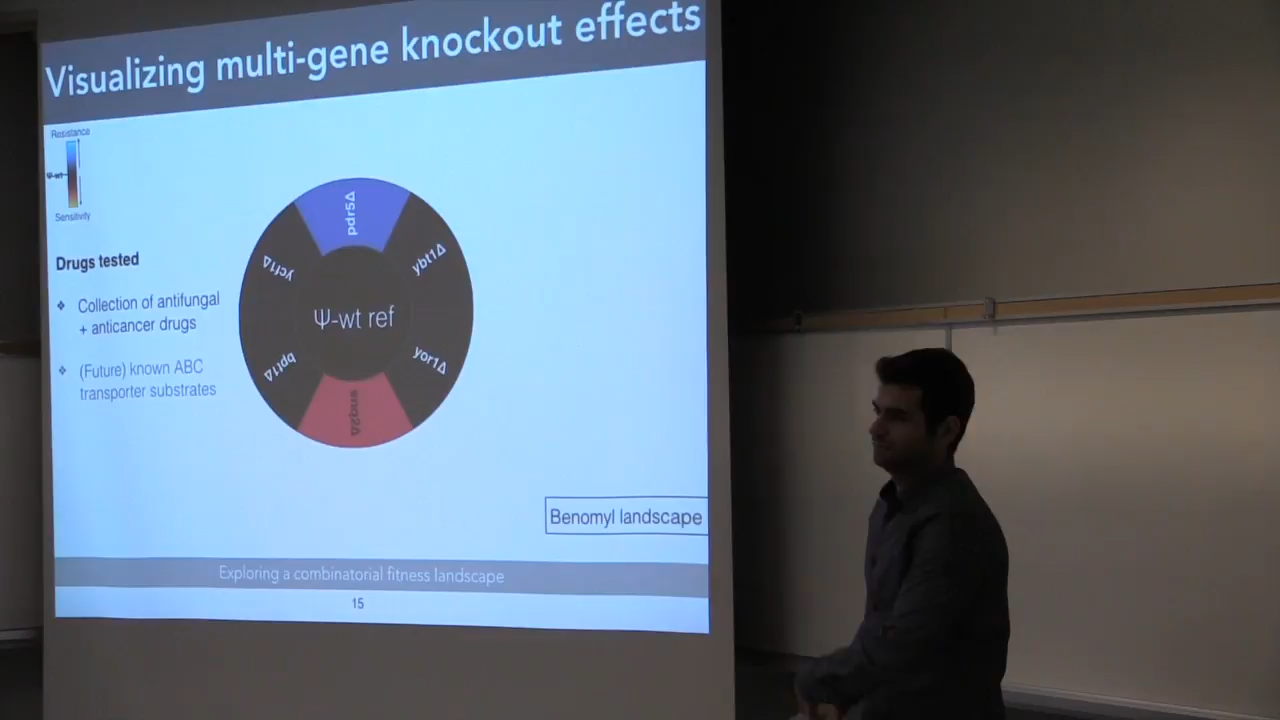 Visualizing multi-gene knockout effects
Resistance
Ψ-wt
Sensitivity
Drugs tested
❖ Collection of antifungal
+ anticancer drugs
❖ (Future) known ABC
transporter substrates
pdr5Δ
ybt1Δ
yor1Δ
snq2Δ
bpt1Δ
ycf1Δ
Ψ-wt ref
Benomyl landscape
Exploring a combinatorial fitness landscape
15